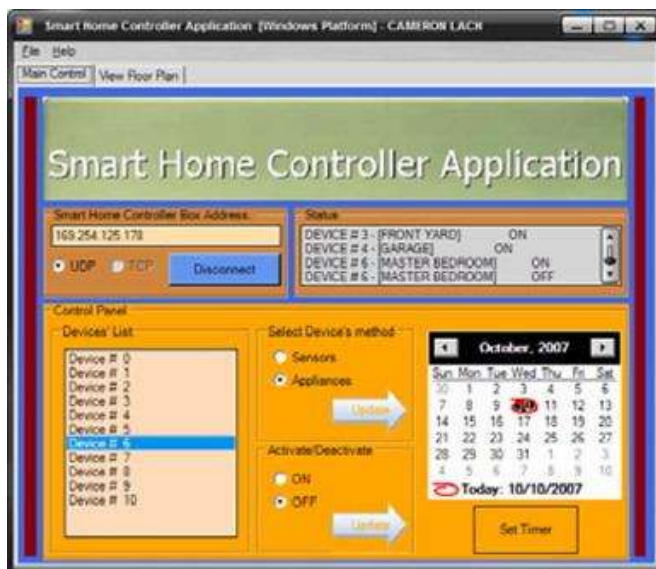 Smart Home Controller Application [Windows Platform] - CAMERON LACH
File Help
Main Control View Floor Plan
Smart Home Controller Application
Smart Home Controller Box Address:
169.254.125.178
UDP TCP Disconnect
Status
DEVICE # 3 - [FRONT YARD] ON
DEVICE # 4 - [GARAGE] ON
DEVICE # 6 - [MASTER BEDROOM] ON
DEVICE # 6 - [MASTER BEDROOM] OFF
Control Panel
Devices' List
Device # 0
Device # 1
Device # 2
Device # 3
Device # 4
Device # 5
Device # 6
Device # 7
Device # 8
Device # 9
Device # 10
Select Device's method
Sensors
Appliances
Update
Activate/Deactivate
ON
OFF
Update
October, 2007
Sun Mon Tue Wed Thu Fri Sat
30 1 2 3 4 5 6
7 8 9 10 11 12 13
14 15 16 17 18 19 20
21 22 23 24 25 26 27
28 29 30 31 1 2 3
4 5 6 7 8 9 10
Today: 10/10/2007
Set Timer